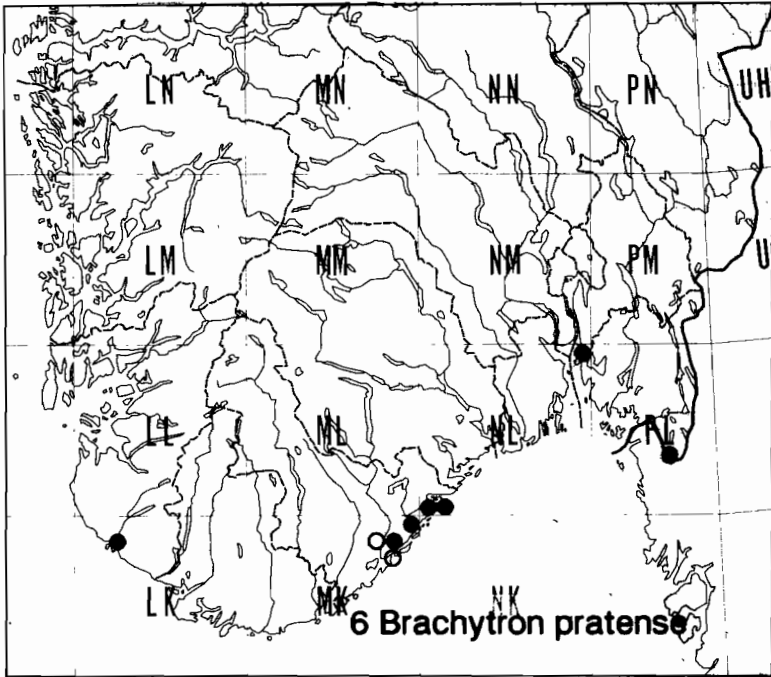 LN MN NN PN UH
LM MM NM PM U
LL ML NL PL
LK MK NK
6 Brachytron pratense